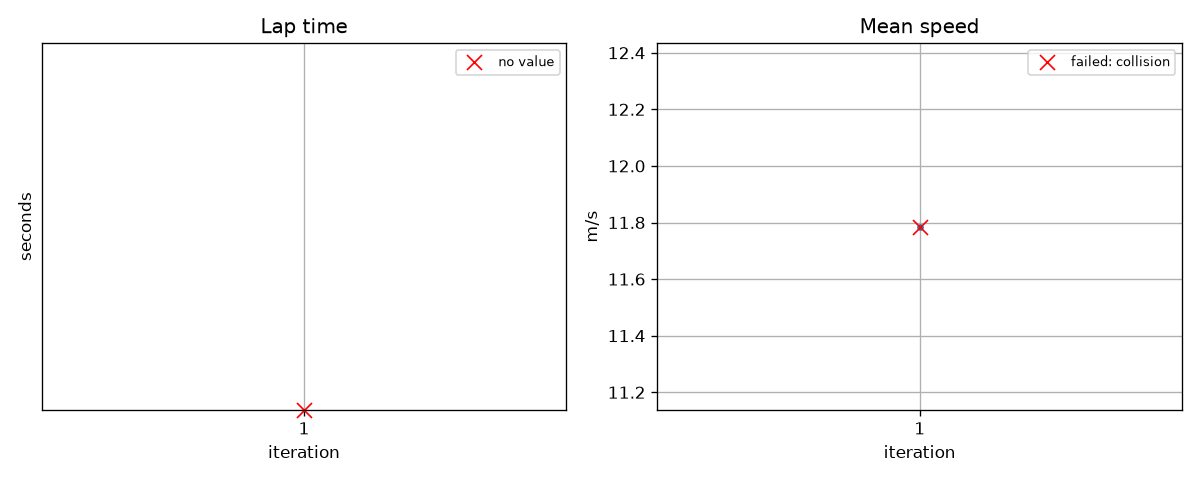 Lap time
no value
seconds
1
iteration
Mean speed
failed: collision
12.4
12.2
12.0
11.8
11.6
11.4
11.2
m/s
1
iteration